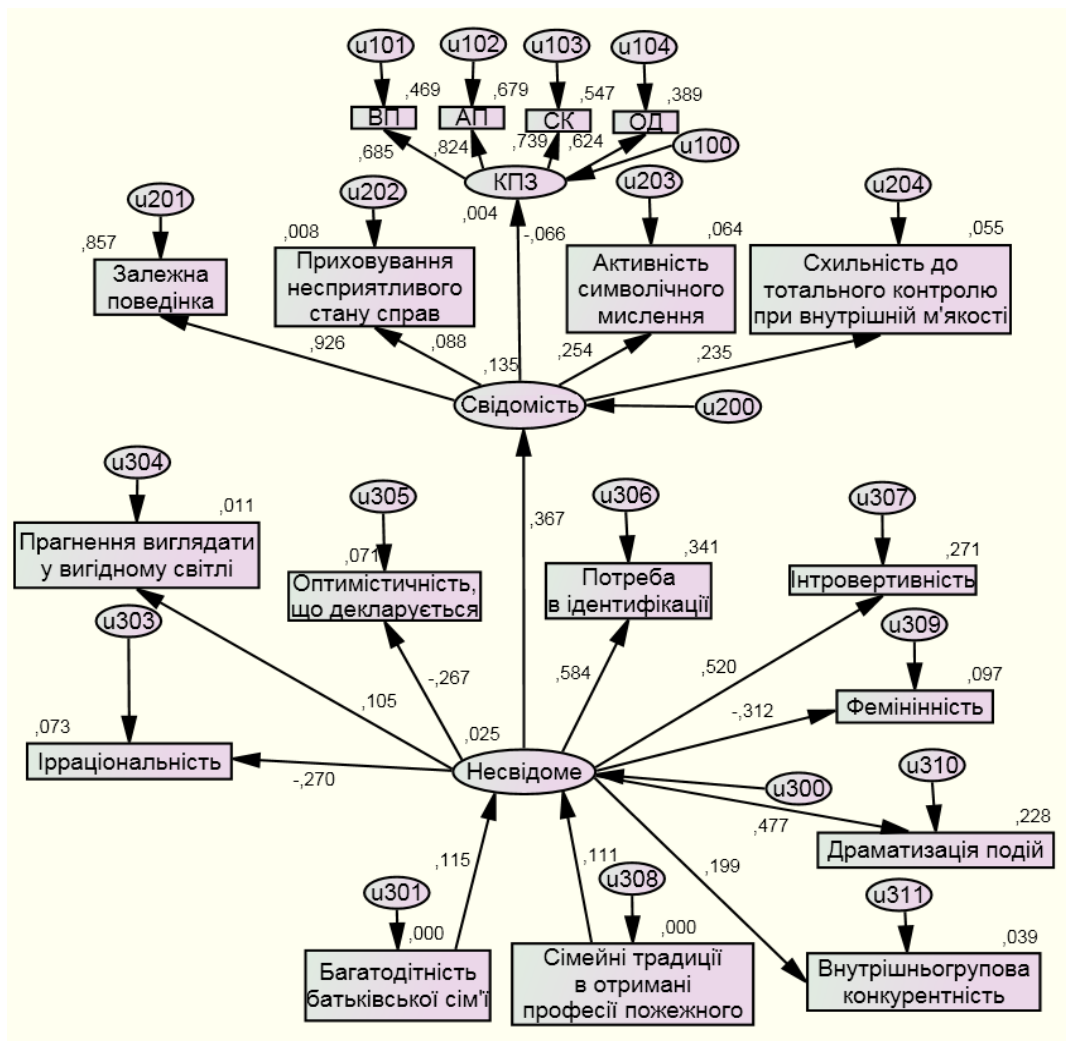 u101
u102
u103
u104
,469
,679
,547
,389
ВП
АП
СК
ОД
,685
,824
,739
,624
u100
КПЗ
,004
-,066
u201
u202
u203
u204
,857
,008
,064
,055
Залежна
поведінка
Приховування
несприятливого
стану справ
Активність
символічного
мислення
Схильність до
тотального контролю
при внутрішній м'якості
,926
,088
,254
,235
,135
Свідомість
u200
u304
u305
u306
u307
,011
,071
,341
,271
,367
Прагнення виглядати
у вигідному світлі
Оптимістичність,
що декларується
Потреба
в ідентифікації
Інтровертивність
u303
u309
,105
-,267
,584
,520
-,312
,097
Фемінінність
,073
Ірраціональність
-,270
,025
Несвідоме
u300
u310
,477
,228
Драматизація подій
,115
,111
,199
u301
u308
u311
,000
,000
,039
Багатодітність
батьківської сім'ї
Сімейні традиції
в отримані
професії пожежного
Внутрішньогрупова
конкурентність